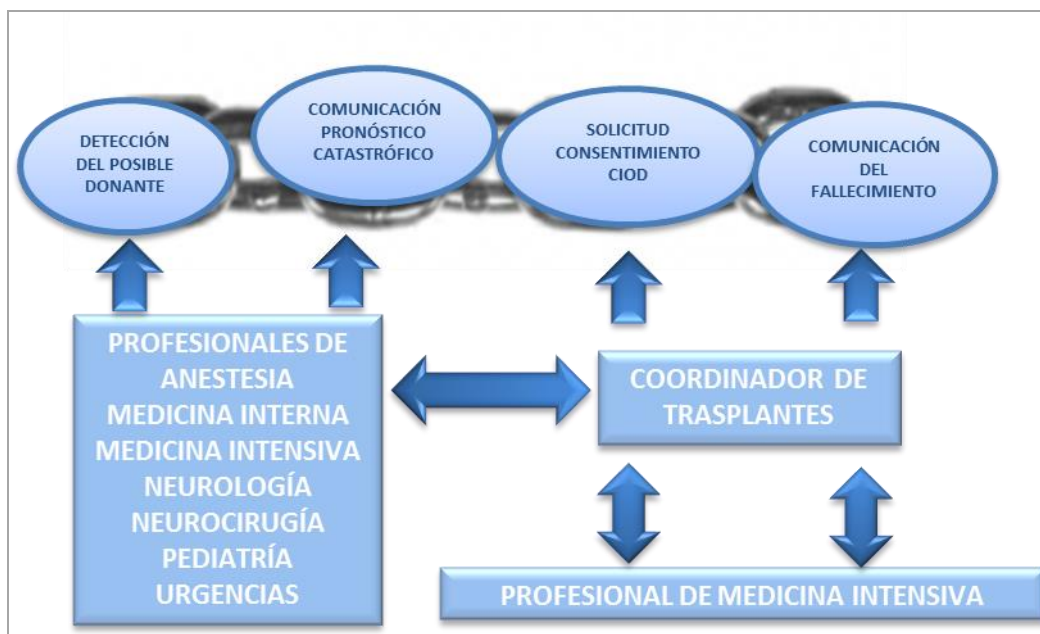 DETECCIÓN
DEL POSIBLE
DONANTE
COMUNICACIÓN
PRONÓSTICO
CATASTRÓFICO
SOLICITUD
CONSENTIMIENTO
CIOD
COMUNICACIÓN
DEL
FALLECIMIENTO
PROFESIONALES DE
ANESTESIA
MEDICINA INTERNA
MEDICINA INTENSIVA
NEUROLOGÍA
NEUROCIRUGÍA
PEDIATRÍA
URGENCIAS
COORDINADOR DE
TRASPLANTES
PROFESIONAL DE MEDICINA INTENSIVA